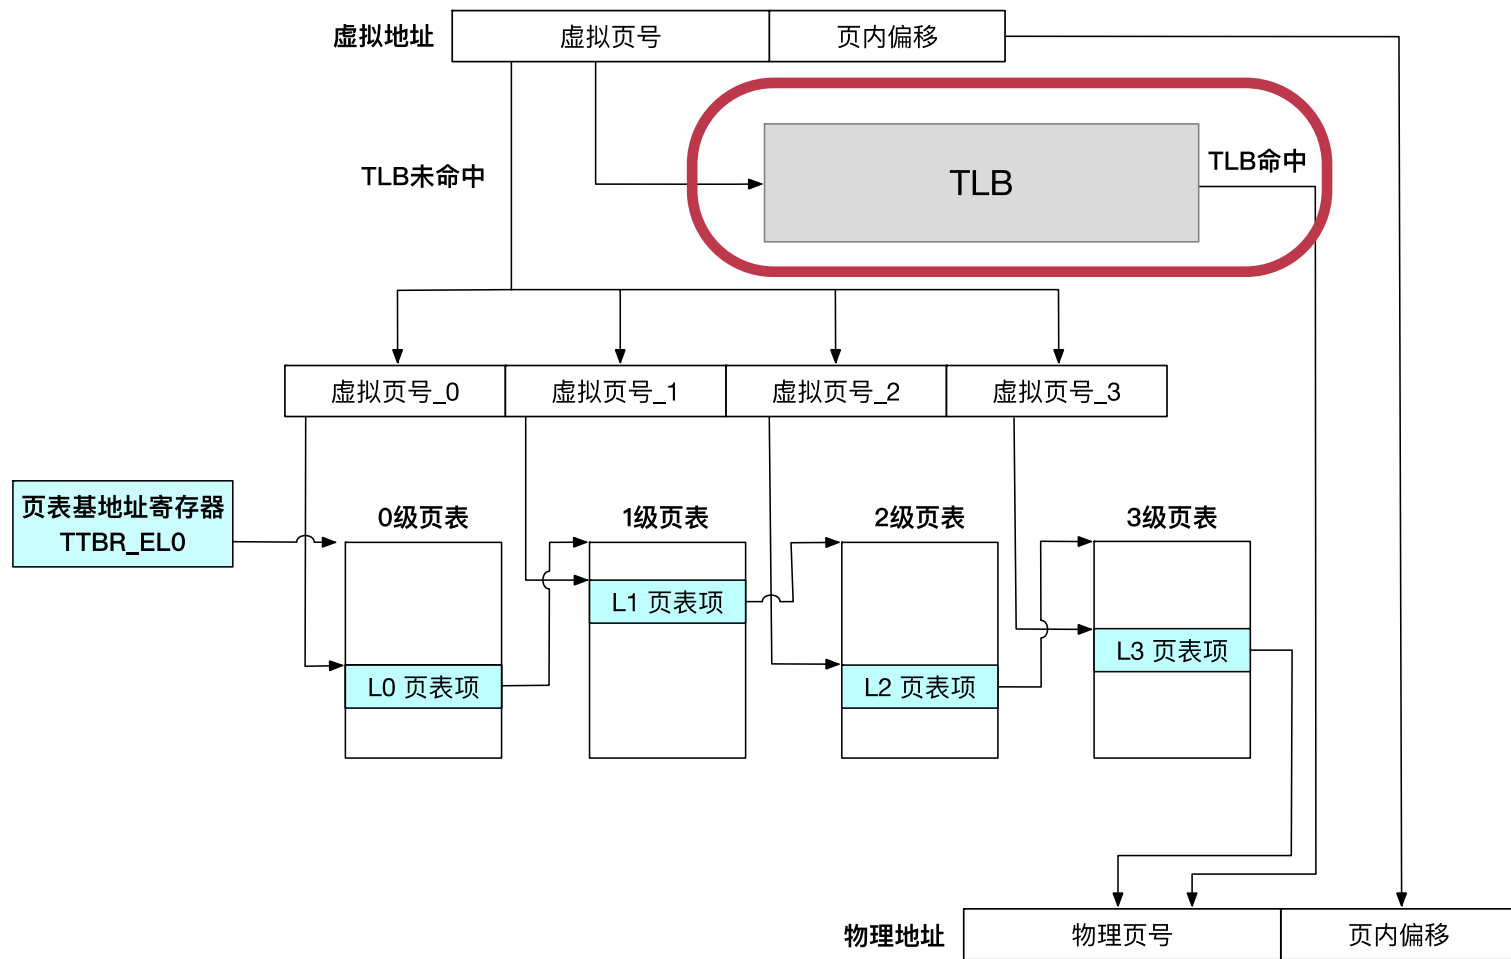 虚拟地址
虚拟页号
页内偏移
TLB未命中
TLB
TLB命中
虚拟页号_0
虚拟页号_1
虚拟页号_2
虚拟页号_3
页表基地址寄存器
TTBR_EL0
0级页表
1级页表
2级页表
3级页表
L1 页表项
L3 页表项
L0 页表项
L2 页表项
物理地址
物理页号
页内偏移